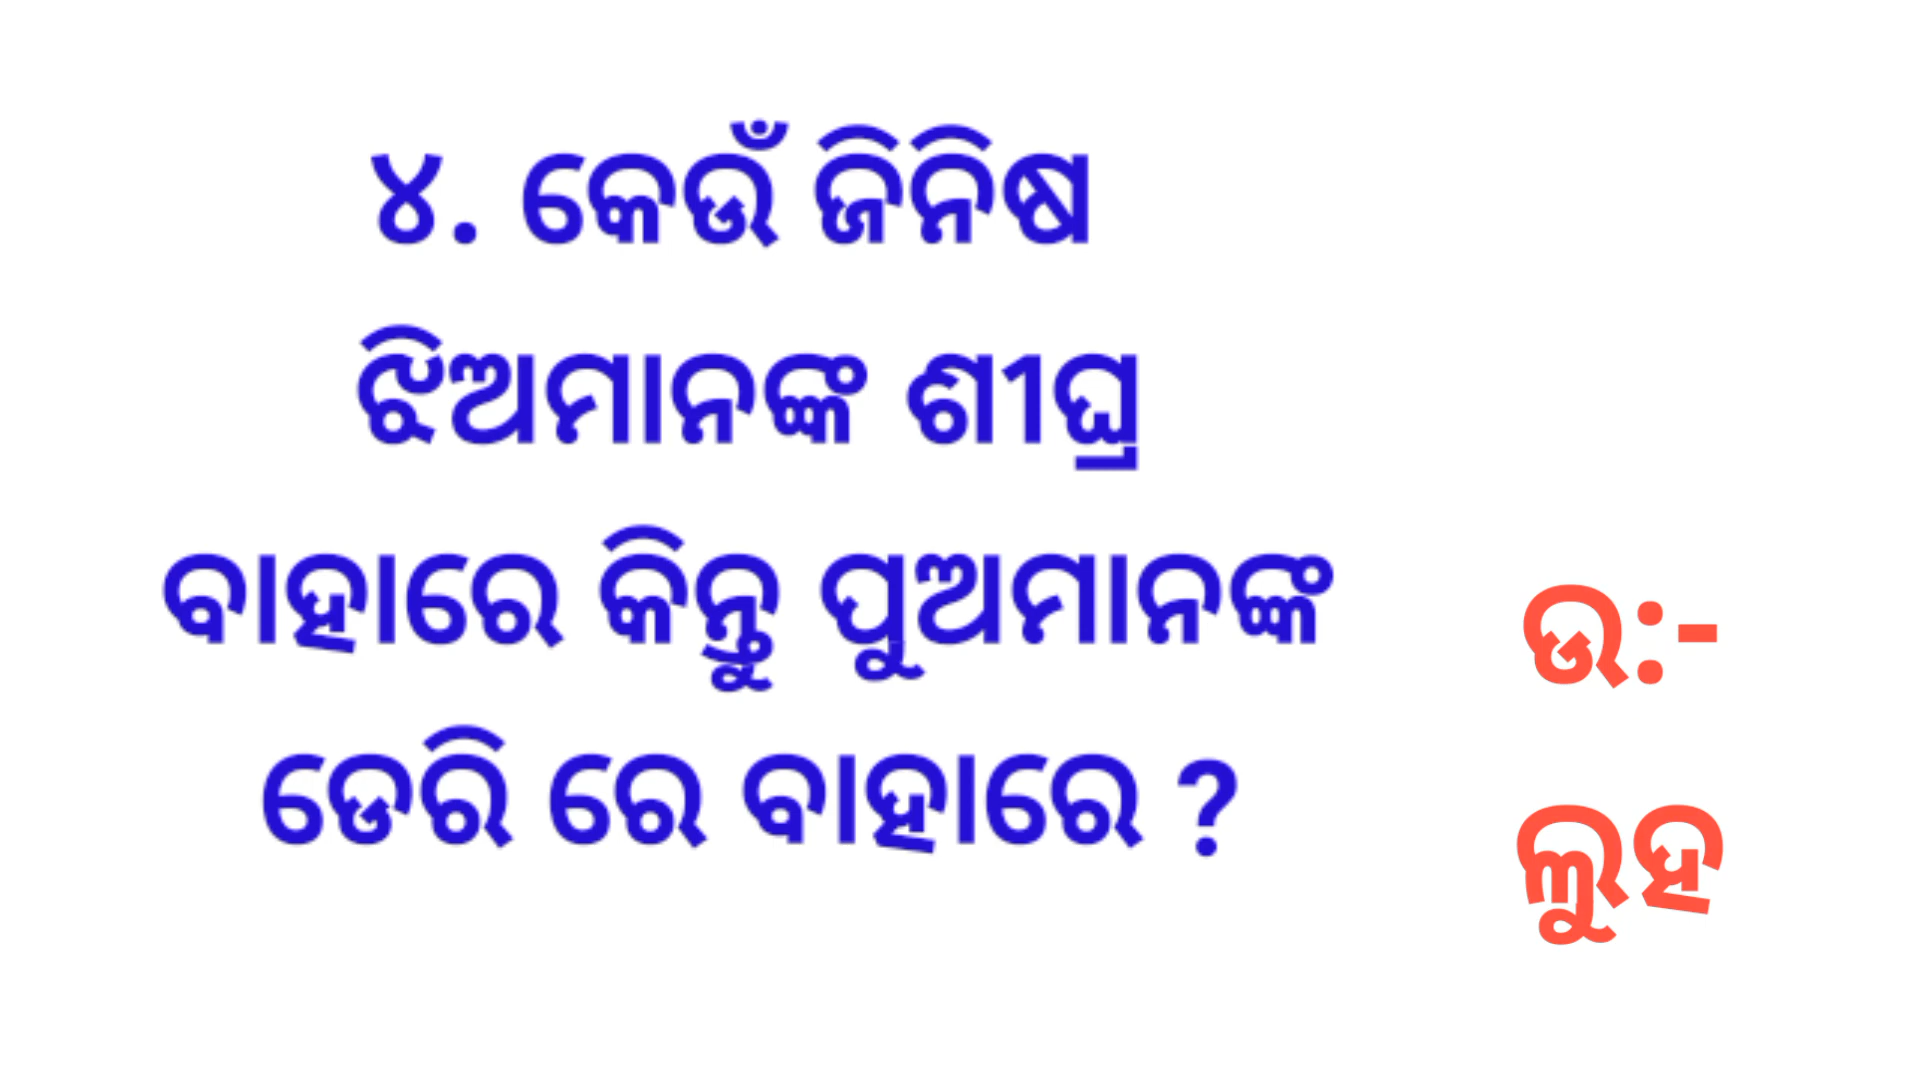 ୪. କେଉଁ ଜିନିଷ
ଝିଅମାନଙ୍କ ଶୀଘ୍ର
ବାହାରେ କିନ୍ତୁ ପୁଅମାନଙ୍କ
ଡେରି ରେ ବାହାରେ ?
ଉ:-
ଲୁହ